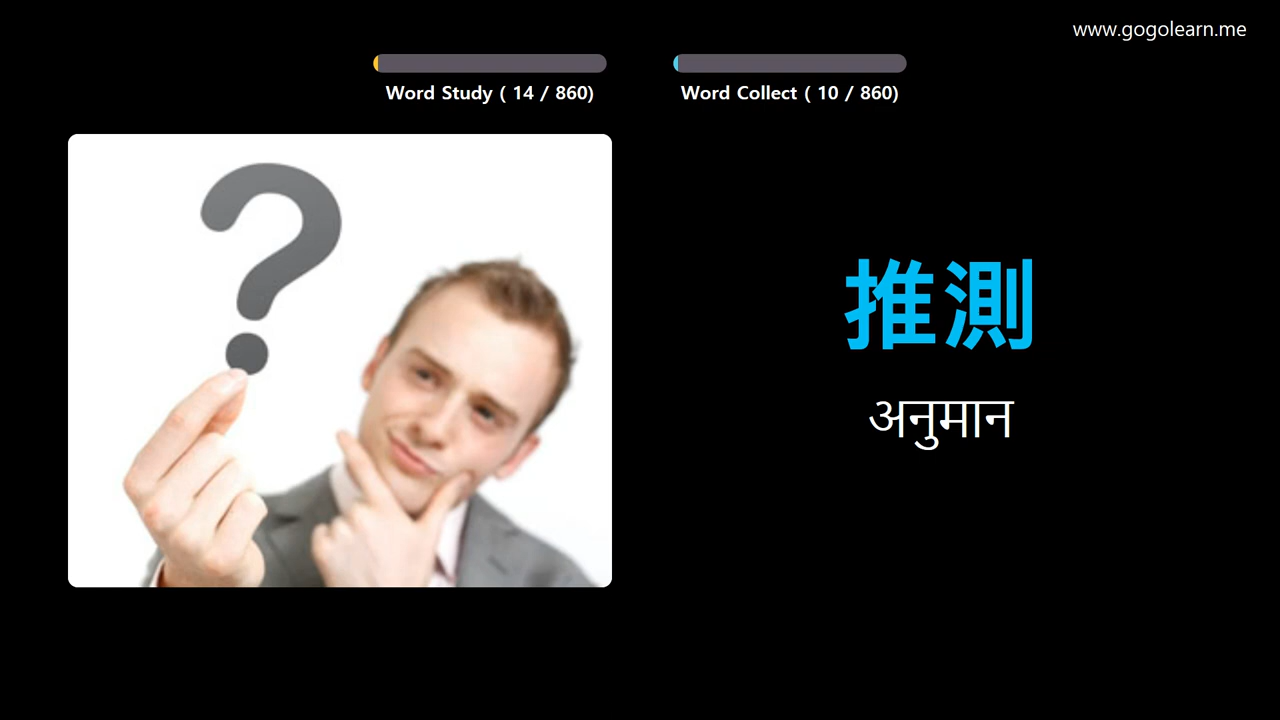 www.gogolearn.me
Word Study ( 14 / 860)
Word Collect ( 10 / 860)
?
推測
अनुमान